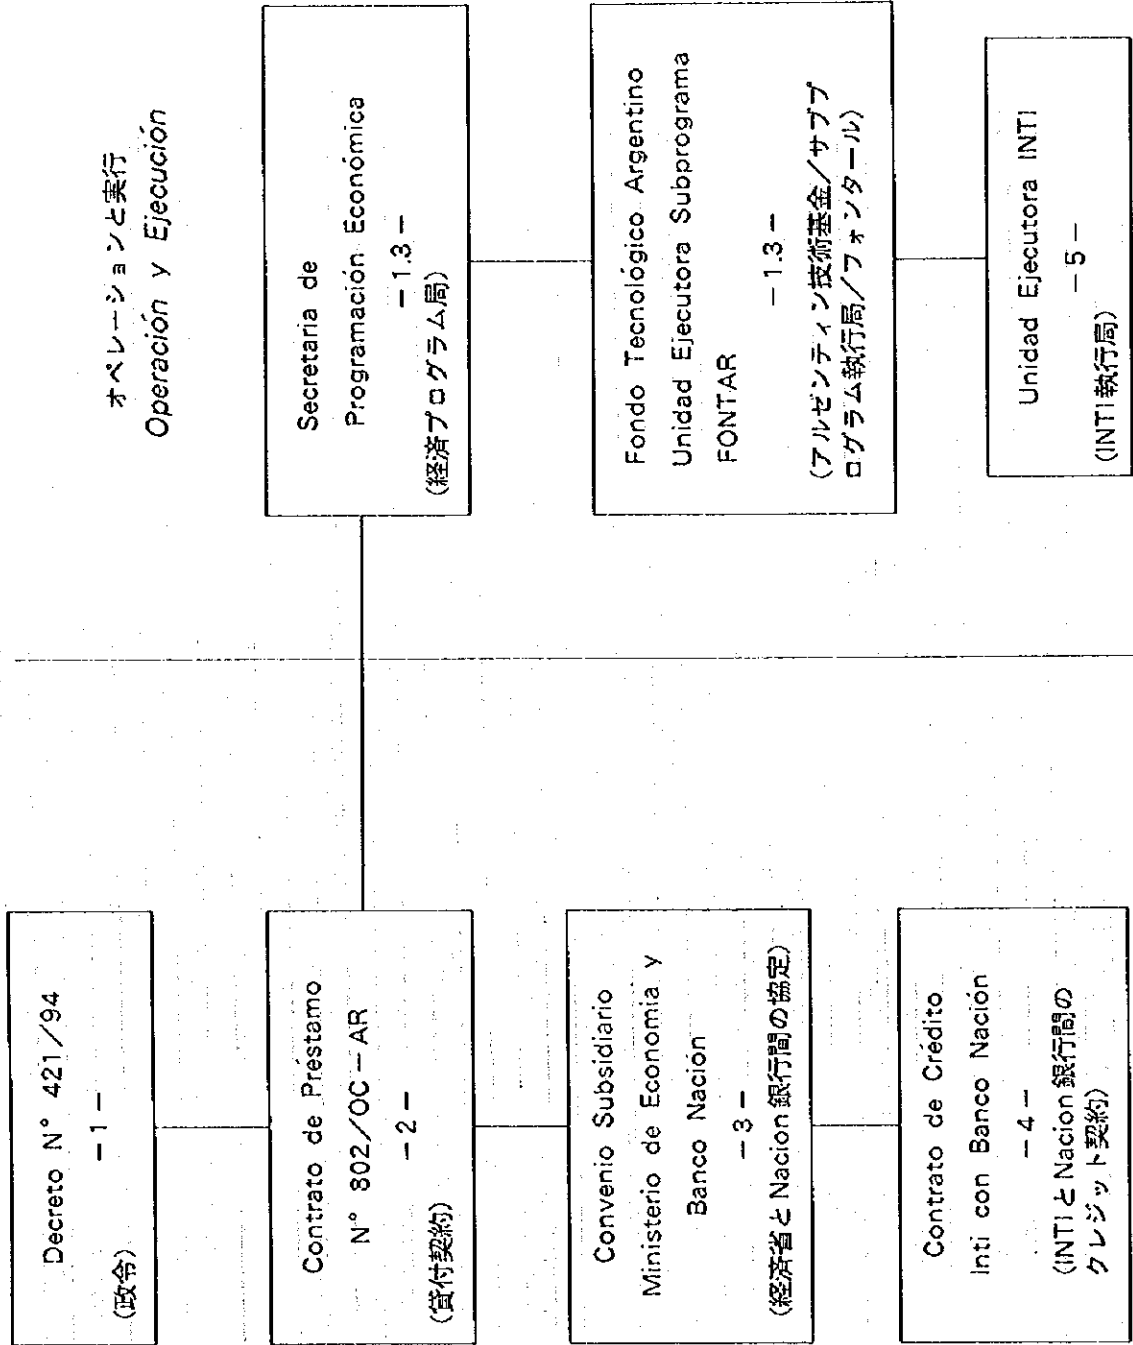 オペレーションと実行
Operación y Ejecución
Decreto N° 421/94
－1－
(政令)
Contrato de Préstamo
N° 802/OC－AR
－2－
(貸付契約)
Convenio Subsidiario
Ministerio de Economia y
Banco Nación
－3－
(経済省とNacion銀行間の協定)
Contrato de Crédito
Inti con Banco Nación
－4－
(INTIとNacion銀行間の
クレジット契約)
Secretaria de
Programación Económica
－1.3－
(経済プログラム局)
Fondo Tecnológico Argentino
Unidad Ejecutora Subprograma
FONTAR
－1.3－
(アルゼンティン技術基金/サブプ
ログラム執行局/フォンタール)
Unidad Ejecutora INTI
－5－
(INTI執行局)